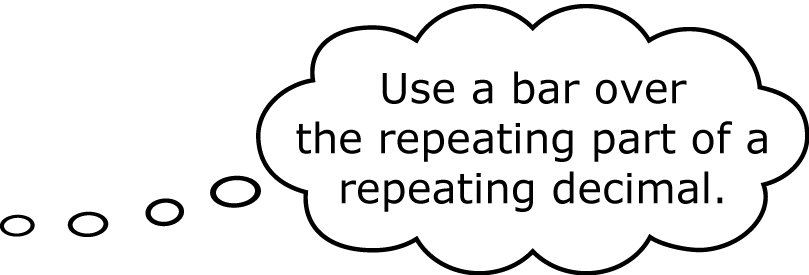 Use a bar over
the repeating part of a
repeating decimal.